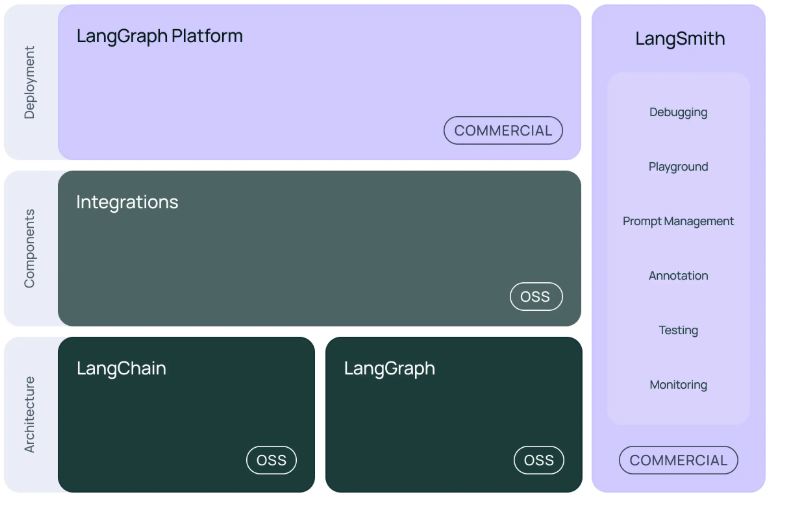 Deployment
LangGraph Platform
COMMERCIAL
Components
Integrations
OSS
Architecture
LangChain
OSS
LangGraph
OSS
LangSmith
Debugging
Playground
Prompt Management
Annotation
Testing
Monitoring
COMMERCIAL